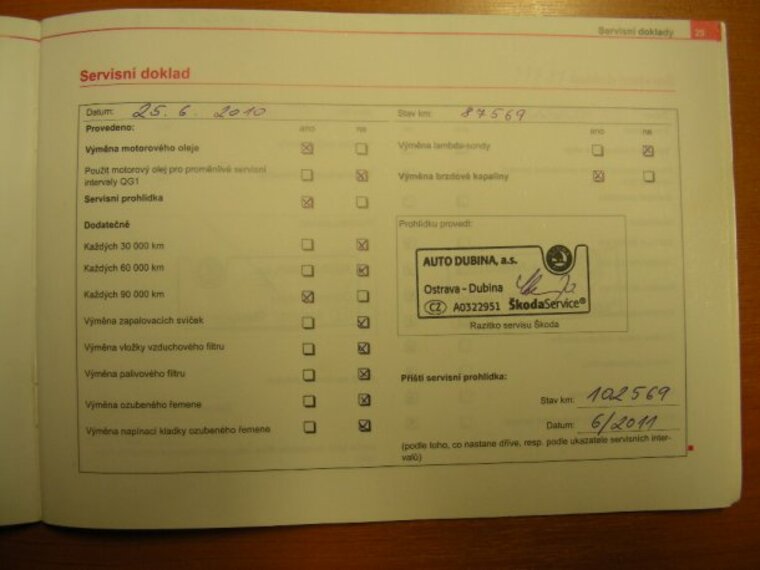 Servisní doklady 29
Servisní doklad
Datum: 25. 6. 2010
Stav km: 87569
Provedeno: ano ne
ano ne
Výměna motorového oleje
Výměna lambda-sondy
Použit motorový olej pro proměnlivé servisní
intervaly QG1
Výměna brzdové kapaliny
Servisní prohlídka
Dodatečně
Prohlídku provedl:
Každých 30 000 km
Každých 60 000 km
Každých 90 000 km
AUTO DUBINA, a.s.
Ostrava - Dubina
CZ A0322951 ŠkodaService®
Razítko servisu Škoda
Výměna zapalovacích svíček
Výměna vložky vzduchového filtru
Výměna palivového filtru
Výměna ozubeného řemene
Výměna napínací kladky ozubeného řemene
Příští servisní prohlídka:
Stav km: 102569
Datum: 6/2011
(podle toho, co nastane dříve, resp. podle ukazatele servisních inter-
valů)